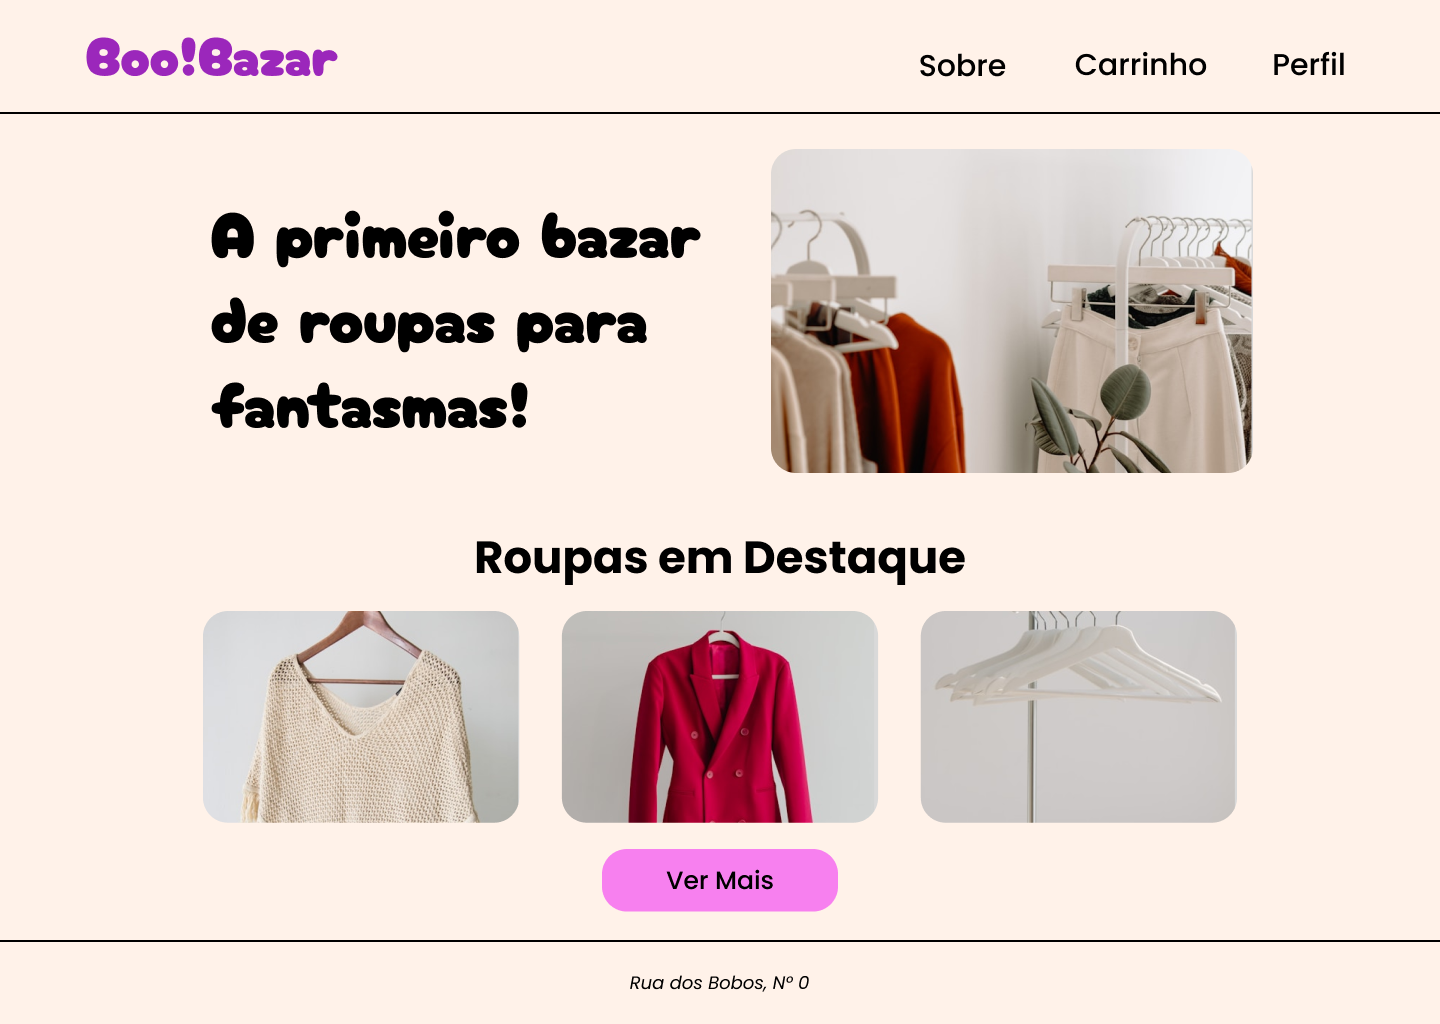 Boo!Bazar
Sobre Carrinho Perfil
A primeiro bazar
de roupas para
fantasmas!
Roupas em Destaque
Ver Mais
Rua dos Bobos, Nº 0